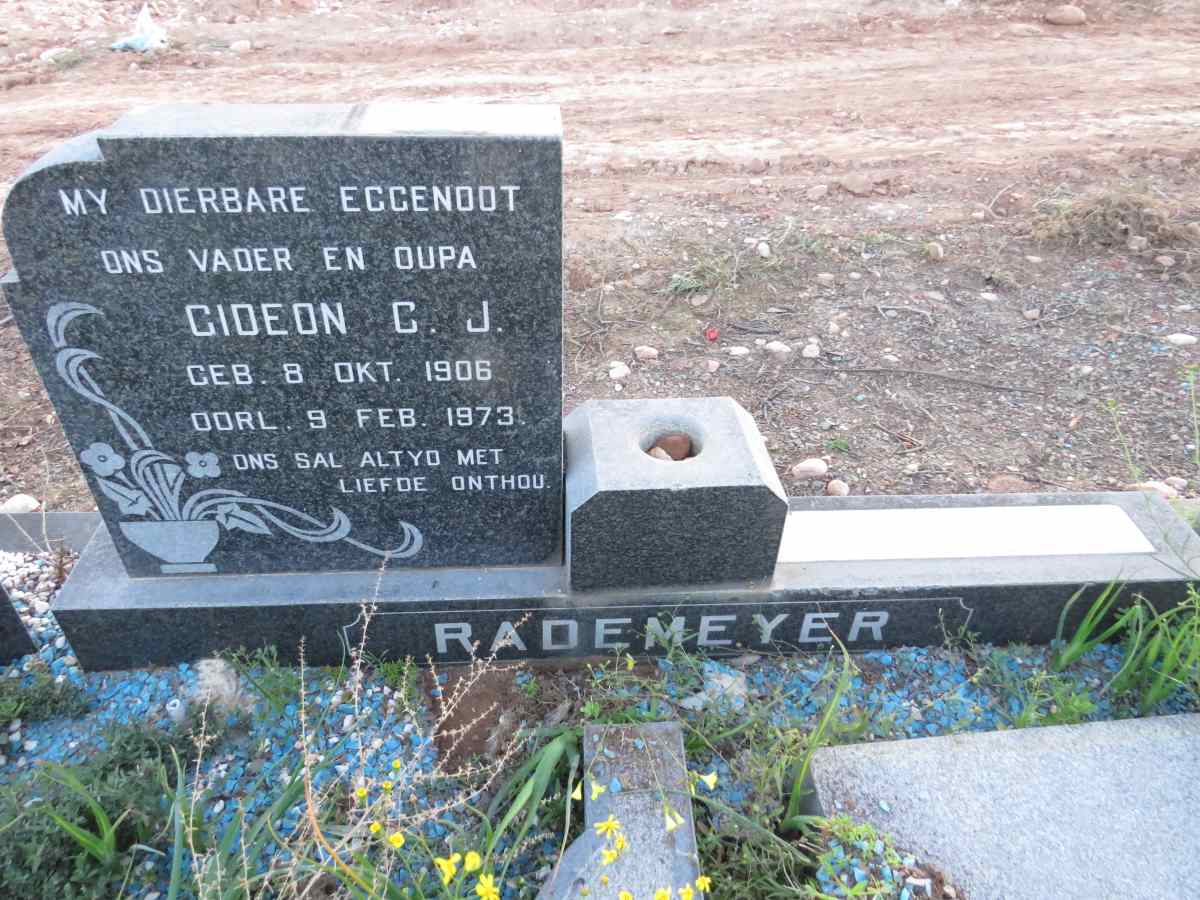 MY DIERBARE EGGENOOT
ONS VADER EN OUPA
GIDEON C. J.
GEB. 8 OKT. 1906
OORL. 9 FEB. 1973.
ONS SAL ALTYD MET
LIEFDE ONTHOU.
RADEMEYER